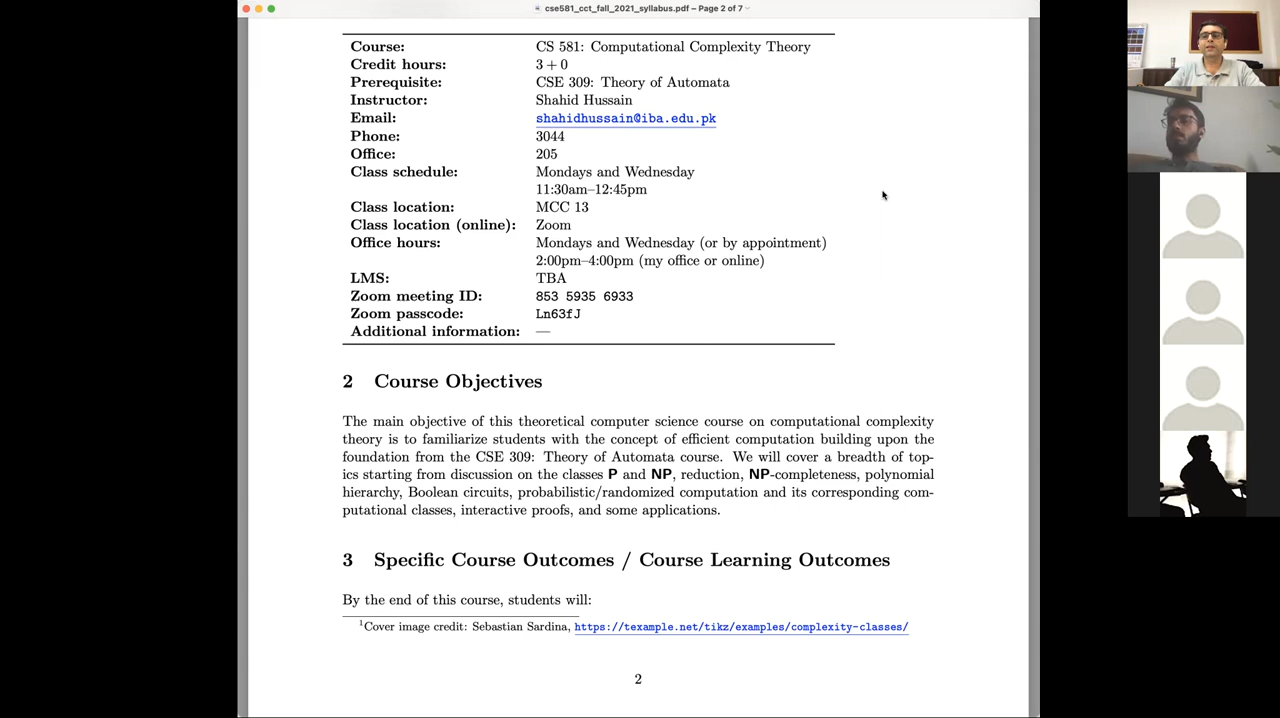 cse581_cct_fall_2021_syllabus.pdf – Page 2 of 7
Course: CS 581: Computational Complexity Theory
Credit hours: 3 + 0
Prerequisite: CSE 309: Theory of Automata
Instructor: Shahid Hussain
Email: shahidhussain@iba.edu.pk
Phone: 3044
Office: 205
Class schedule: Mondays and Wednesday
11:30am–12:45pm
Class location: MCC 13
Class location (online): Zoom
Office hours: Mondays and Wednesday (or by appointment)
2:00pm–4:00pm (my office or online)
LMS: TBA
Zoom meeting ID: 853 5935 6933
Zoom passcode: Ln63fJ
Additional information: —
2 Course Objectives
The main objective of this theoretical computer science course on computational complexity
theory is to familiarize students with the concept of efficient computation building upon the
foundation from the CSE 309: Theory of Automata course. We will cover a breadth of top-
ics starting from discussion on the classes P and NP, reduction, NP-completeness, polynomial
hierarchy, Boolean circuits, probabilistic/randomized computation and its corresponding com-
putational classes, interactive proofs, and some applications.
3 Specific Course Outcomes / Course Learning Outcomes
By the end of this course, students will:
1Cover image credit: Sebastian Sardina, https://texample.net/tikz/examples/complexity-classes/
2